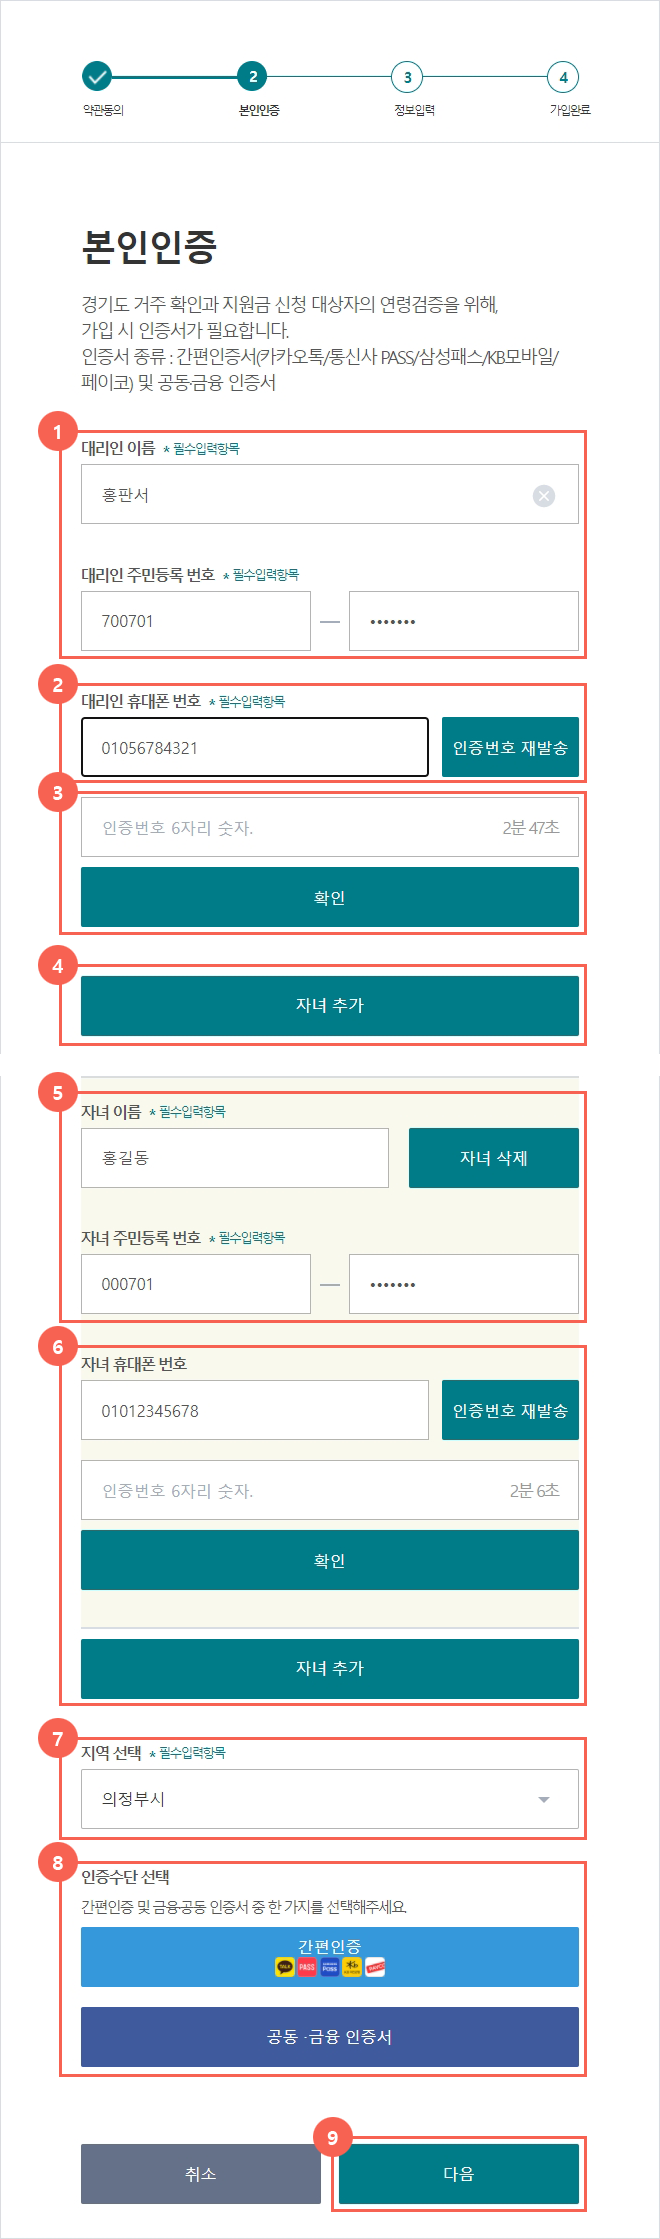 2
3
4
약관동의
본인인증
정보입력
가입완료
본인인증
경기도 거주 확인과 지원금 신청 대상자의 연령검증을 위해,
가입 시 인증서가 필요합니다.
인증서 종류 : 간편인증서(카카오톡/통신사 PASS/삼성패스/KB모바일/
페이코) 및 공동·금융 인증서
1
대리인 이름 * 필수입력항목
홍판서
대리인 주민등록 번호 * 필수입력항목
700701 — •••••••
2
대리인 휴대폰 번호 * 필수입력항목
01056784321 인증번호 재발송
3
인증번호 6자리 숫자. 2분 47초
확인
4
자녀 추가
5
자녀 이름 * 필수입력항목
홍길동 자녀 삭제
자녀 주민등록 번호 * 필수입력항목
000701 — •••••••
6
자녀 휴대폰 번호
01012345678 인증번호 재발송
인증번호 6자리 숫자. 2분 6초
확인
자녀 추가
7
지역 선택 * 필수입력항목
의정부시
8
인증수단 선택
간편인증 및 금융·공동 인증서 중 한 가지를 선택해주세요.
간편인증
TALK PASS
공동 ·금융 인증서
9
취소 다음